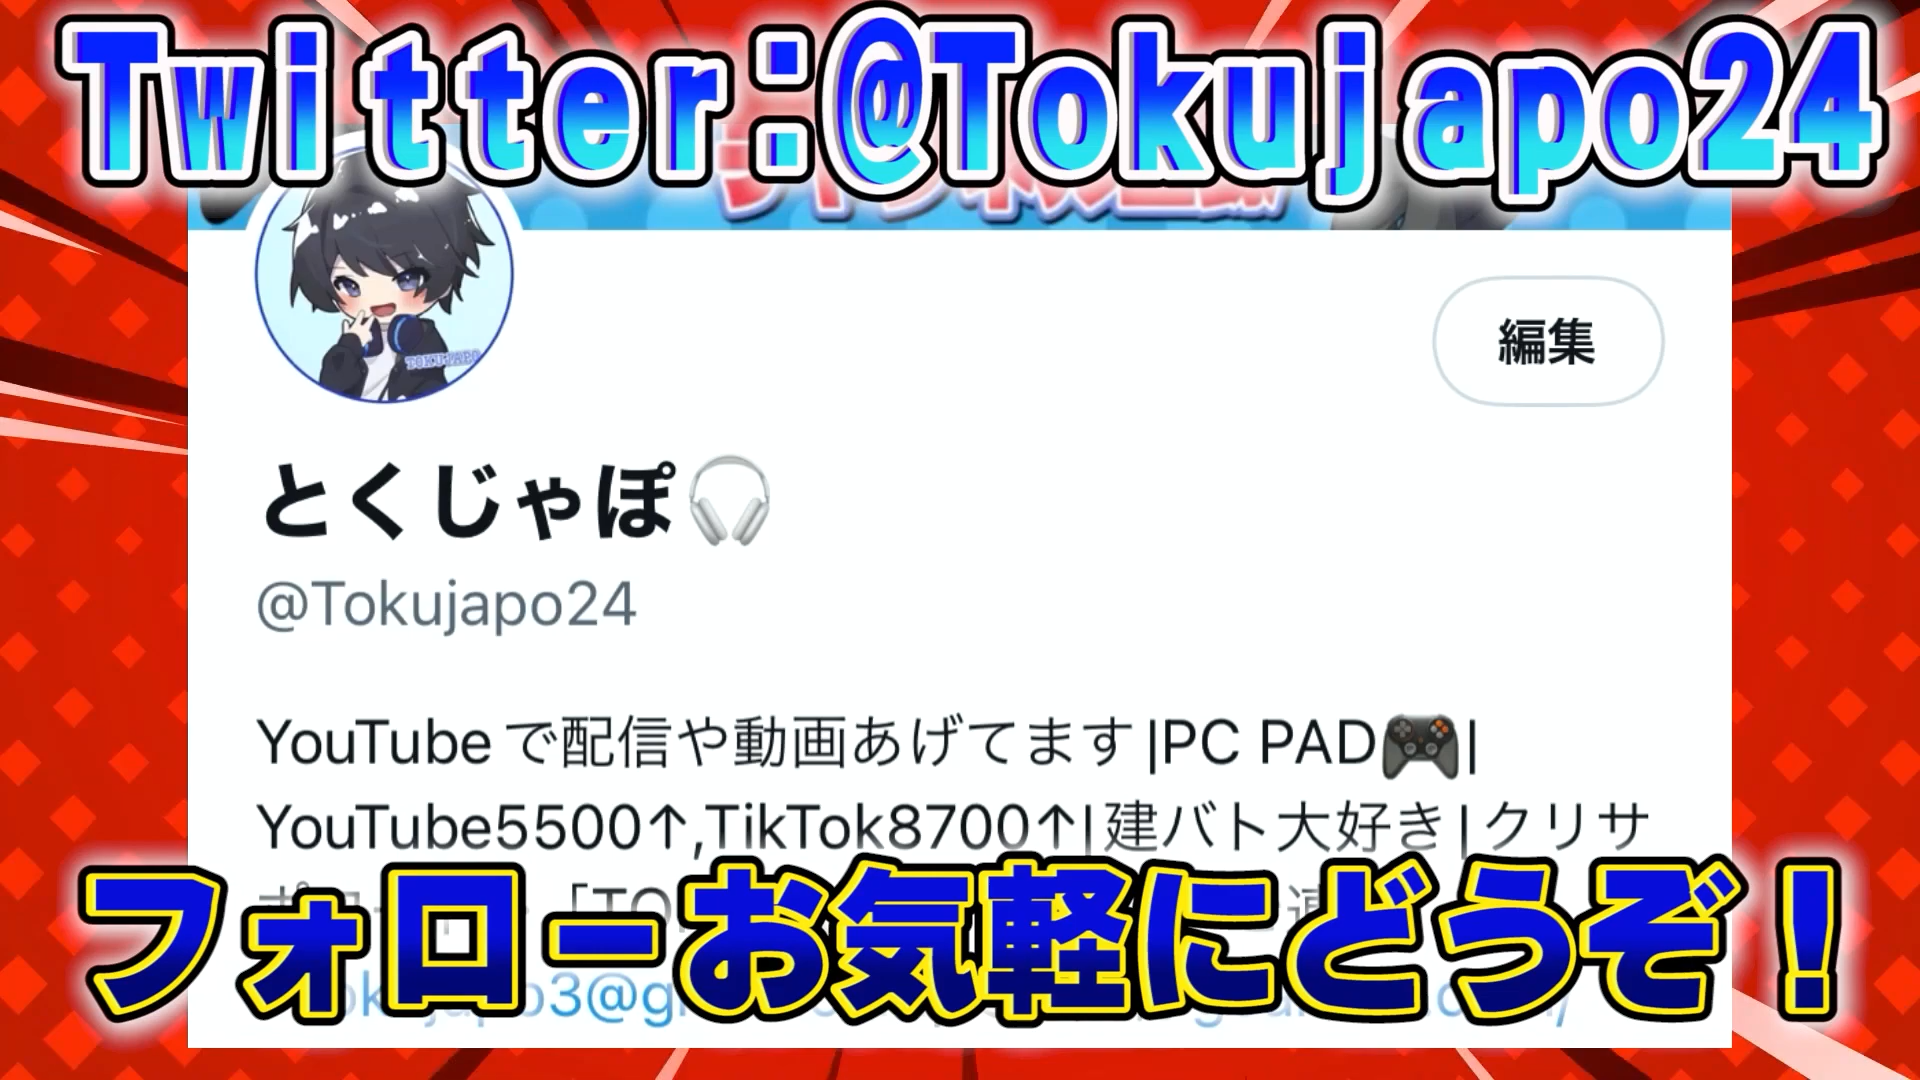 Twitter:@Tokujapo24
TOKUJAPO
編集
とくじゃぽ
@Tokujapo24
YouTubeで配信や動画あげてます|PC PAD🎮|
YouTube5500↑,TikTok8700↑|建バト大好き|クリサ
フォローお気軽にどうぞ!